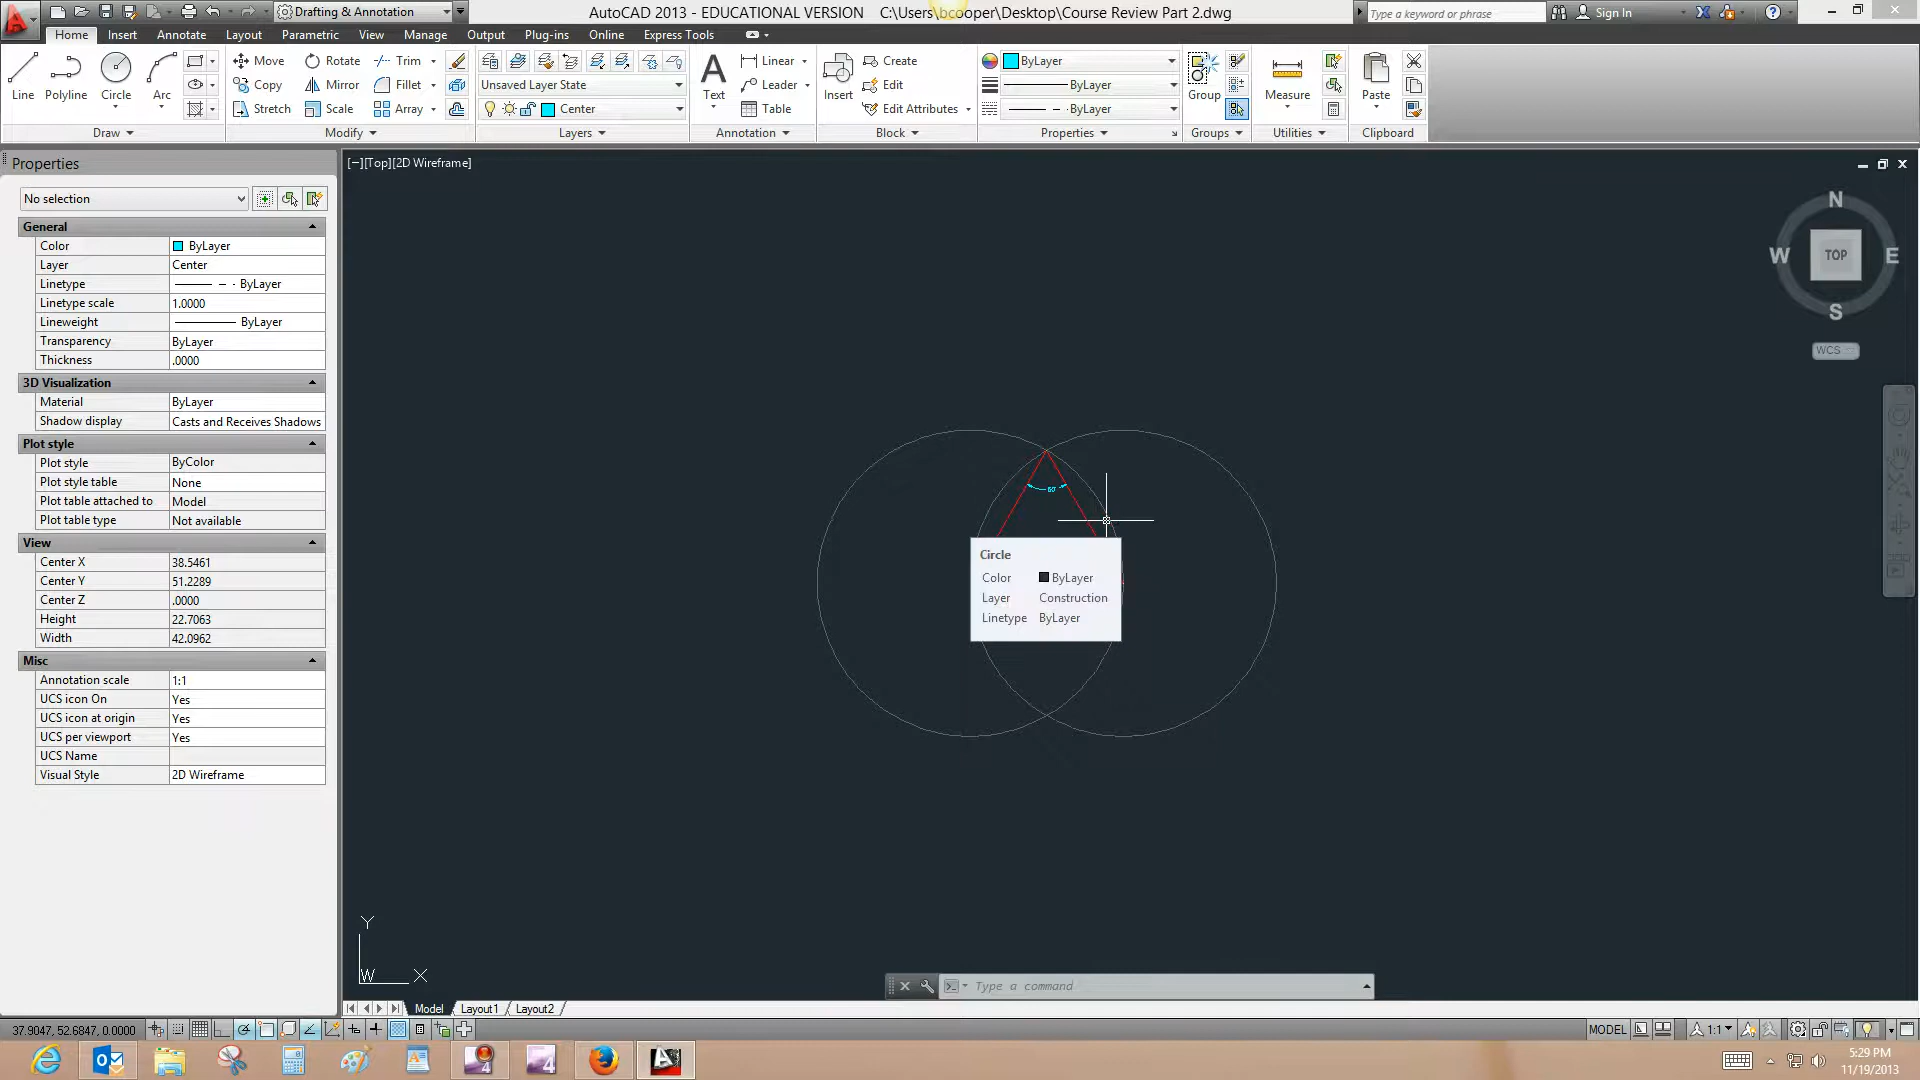 Drafting & Annotation
AutoCAD 2013 - EDUCATIONAL VERSION C:\Users\bcooper\Desktop\Course Review Part 2.dwg
Type a keyword or phrase
Sign In
Home Insert Annotate Layout Parametric View Manage Output Plug-ins Online Express Tools
Line Polyline Circle Arc
Move Rotate Trim
Copy Mirror Fillet
Stretch Scale Array
Unsaved Layer State
Center
Text
Linear
Leader
Table
Insert
Create
Edit
Edit Attributes
ByLayer
ByLayer
ByLayer
Group
Measure
Paste
Draw Modify Layers Annotation Block Properties Groups Utilities Clipboard
Properties
[−][Top][2D Wireframe]
No selection
General
Color ByLayer
Layer Center
Linetype ByLayer
Linetype scale 1.0000
Lineweight ByLayer
Transparency ByLayer
Thickness .0000
3D Visualization
Material ByLayer
Shadow display Casts and Receives Shadows
Plot style
Plot style ByColor
Plot style table None
Plot table attached to Model
Plot table type Not available
View
Center X 38.5461
Center Y 51.2289
Center Z .0000
Height 22.7063
Width 42.0962
Misc
Annotation scale 1:1
UCS icon On Yes
UCS icon at origin Yes
UCS per viewport Yes
UCS Name
Visual Style 2D Wireframe
N
W TOP E
S
WCS
Circle
Color ByLayer
Layer Construction
Linetype ByLayer
Y
W X
Type a command
Model Layout1 Layout2
37.9047, 52.6847, 0.0000
MODEL
1:1
5:29 PM
11/19/2013